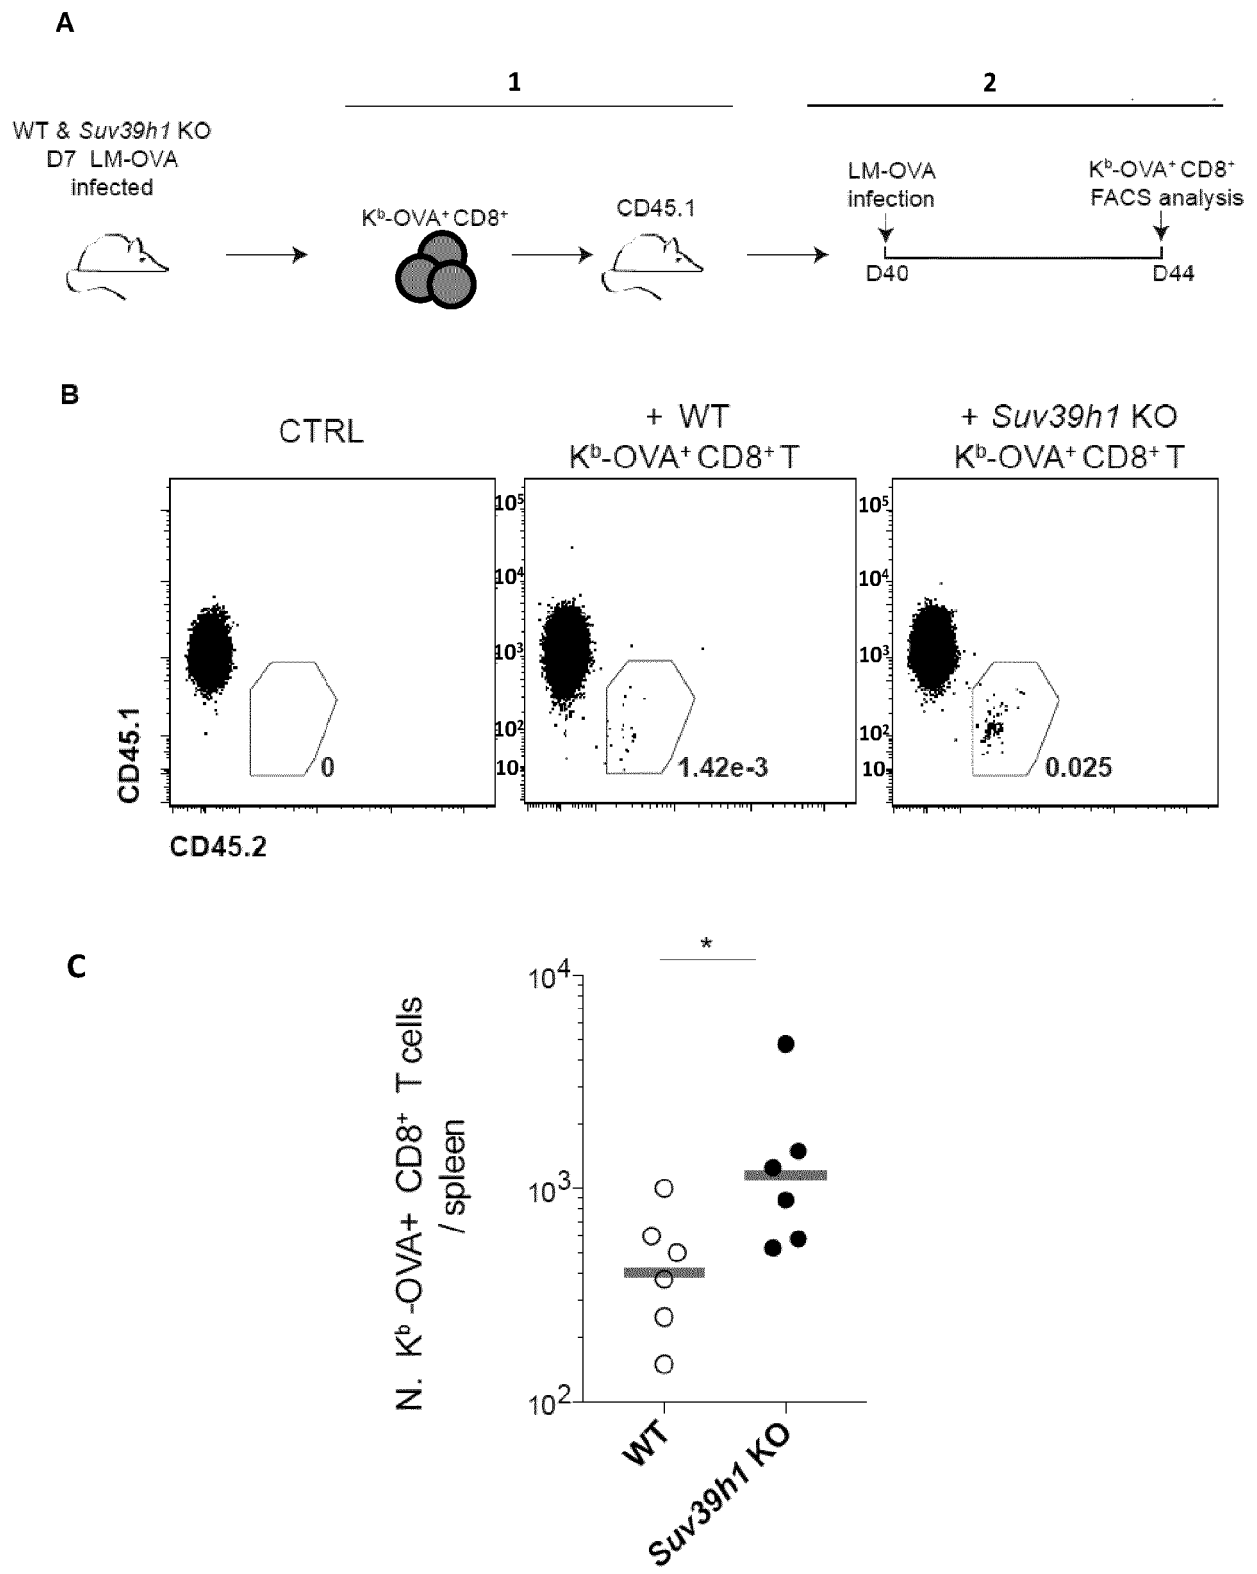 A
1
2
WT & Suv39h1 KO
D7 LM-OVA
infected
Kᵇ-OVA⁺ CD8⁺
CD45.1
LM-OVA
infection
Kᵇ-OVA⁺ CD8⁺
FACS analysis
D40
D44
B
CTRL
+ WT
Kᵇ-OVA⁺ CD8⁺ T
+ Suv39h1 KO
Kᵇ-OVA⁺ CD8⁺ T
10⁵
10⁴
10³
10²
10
10⁵
10⁴
10³
10²
10
0
1.42e-3
0.025
CD45.1
CD45.2
C
*
N. Kᵇ -OVA+ CD8⁺ T cells
/ spleen
10⁴
10³
10²
WT
Suv39h1 KO